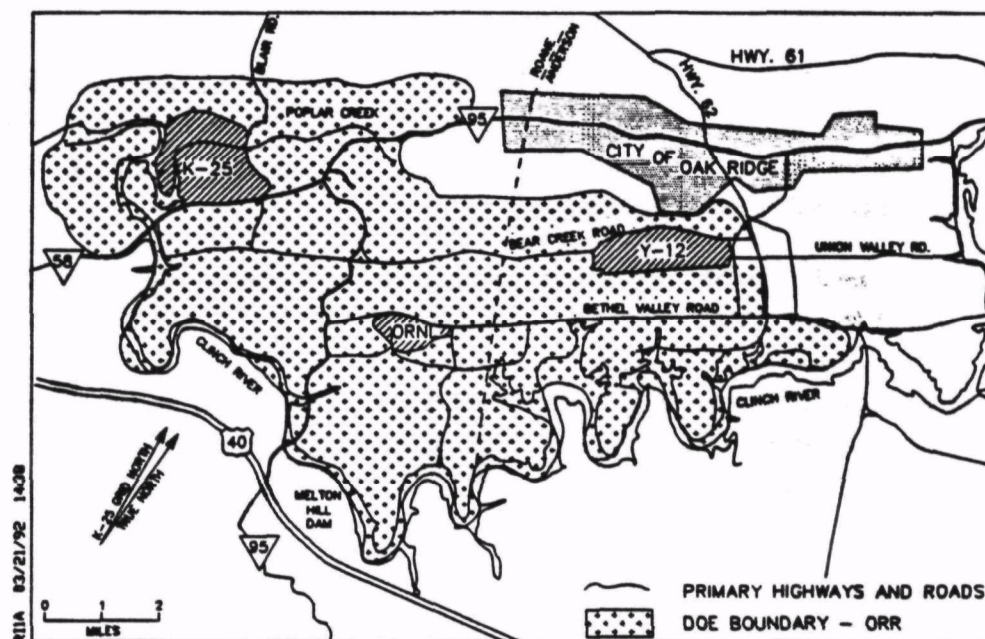 BLAIR RD.
ROANE
ANDERSON
HWY. 61
HWY. 62
POPLAR CREEK
95
CITY OF OAK RIDGE
K-25
BEAR CREEK ROAD
Y-12
UNION VALLEY RD.
58
BETHEL VALLEY ROAD
ORN
CLINCH RIVER
CLINCH RIVER
40
K-25 GRID NORTH
TRUE NORTH
MELTON
HILL
DAM
95
0 1 2
MILES
PRIMARY HIGHWAYS AND ROADS
DOE BOUNDARY - ORR
03/21/92 1408